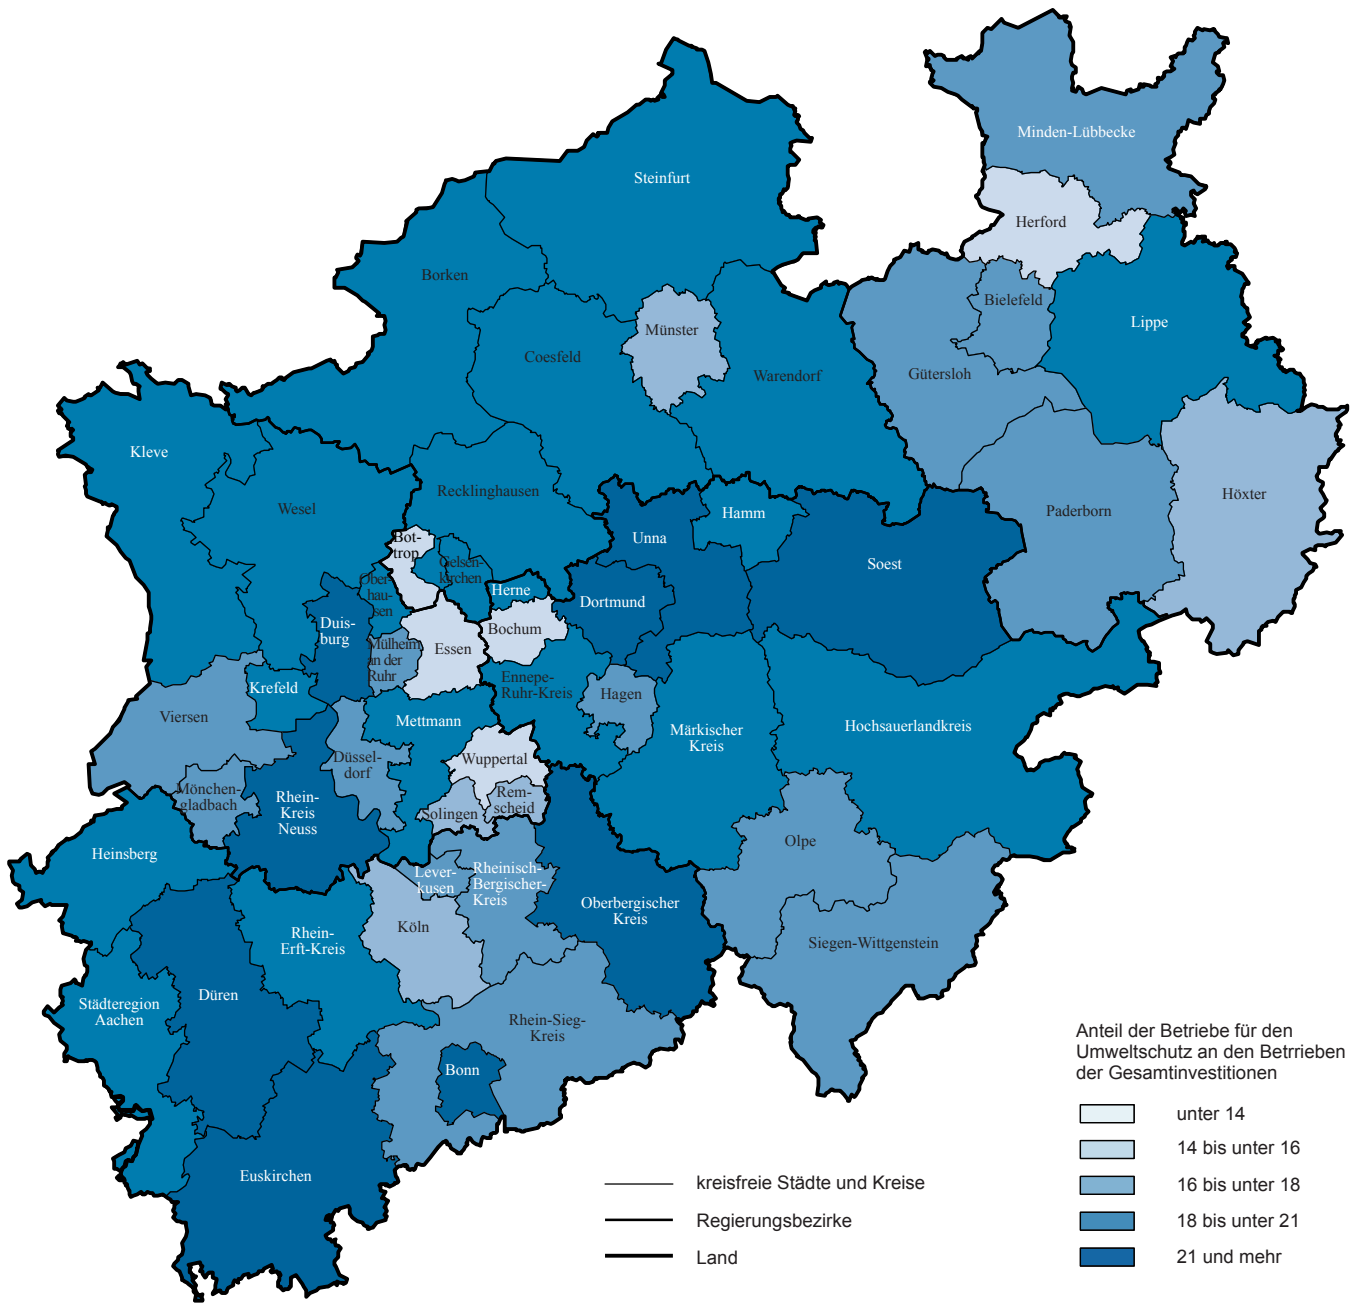 Minden-Lübbecke
Steinfurt
Herford
Borken
Bielefeld
Münster
Lippe
Coesfeld
Gütersloh
Warendorf
Kleve
Recklinghausen
Höxter
Wesel
Paderborn
Hamm
Unna
Bot-
trop
Gelsen-
kirchen
Soest
Ober-
hau-
sen
Herne
Dortmund
Duis-
burg
Bochum
Mülheim
an der
Ruhr
Essen
Ennepe-
Ruhr-Kreis
Krefeld
Hagen
Viersen
Mettmann
Märkischer
Kreis
Hochsauerlandkreis
Düssel-
dorf
Wuppertal
Mönchen-
gladbach
Rem-
scheid
Rhein-
Kreis
Neuss
Solingen
Olpe
Heinsberg
Lever-
kusen
Rheinisch-
Bergischer-
Kreis
Oberbergischer
Kreis
Köln
Rhein-
Erft-Kreis
Siegen-Wittgenstein
Düren
Städteregion
Aachen
Rhein-Sieg-
Kreis
Bonn
Euskirchen
Anteil der Betriebe für den
Umweltschutz an den Betrrieben
der Gesamtinvestitionen
unter 14
14 bis unter 16
16 bis unter 18
18 bis unter 21
21 und mehr
kreisfreie Städte und Kreise
Regierungsbezirke
Land